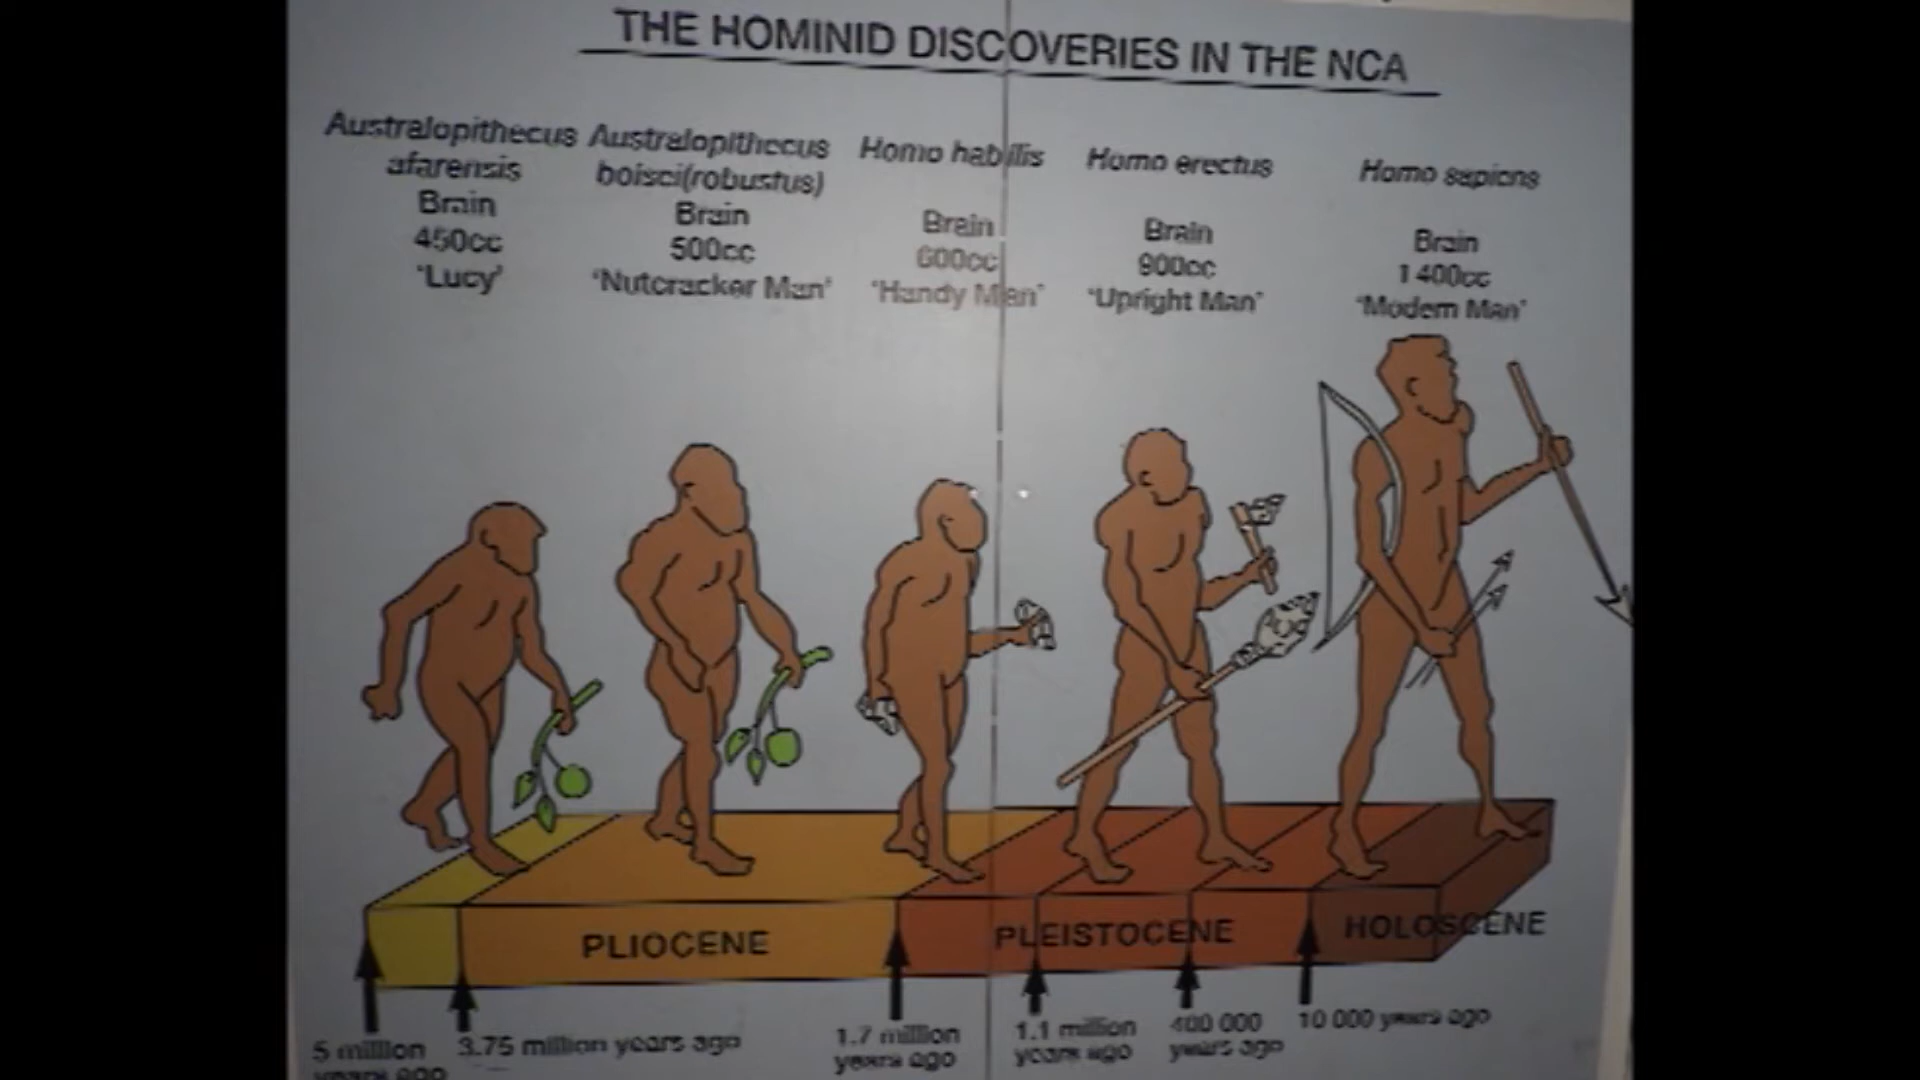 THE HOMINID DISCOVERIES IN THE NCA
Australopithecus
afarensis
Brain
450cc
'Lucy'
Australopithecus
boisei(robustus)
Brain
500cc
'Nutcracker Man'
Homo habilis
Brain
600cc
'Handy Man'
Homo erectus
Brain
900cc
'Upright Man'
Homo sapiens
Brain
1 400cc
'Modern Man'
PLIOCENE
PLEISTOCENE
HOLOSCENE
5 million
years ago
3.75 million years ago
1.7 million
years ago
1.1 million
years ago
400 000
years ago
10 000 years ago